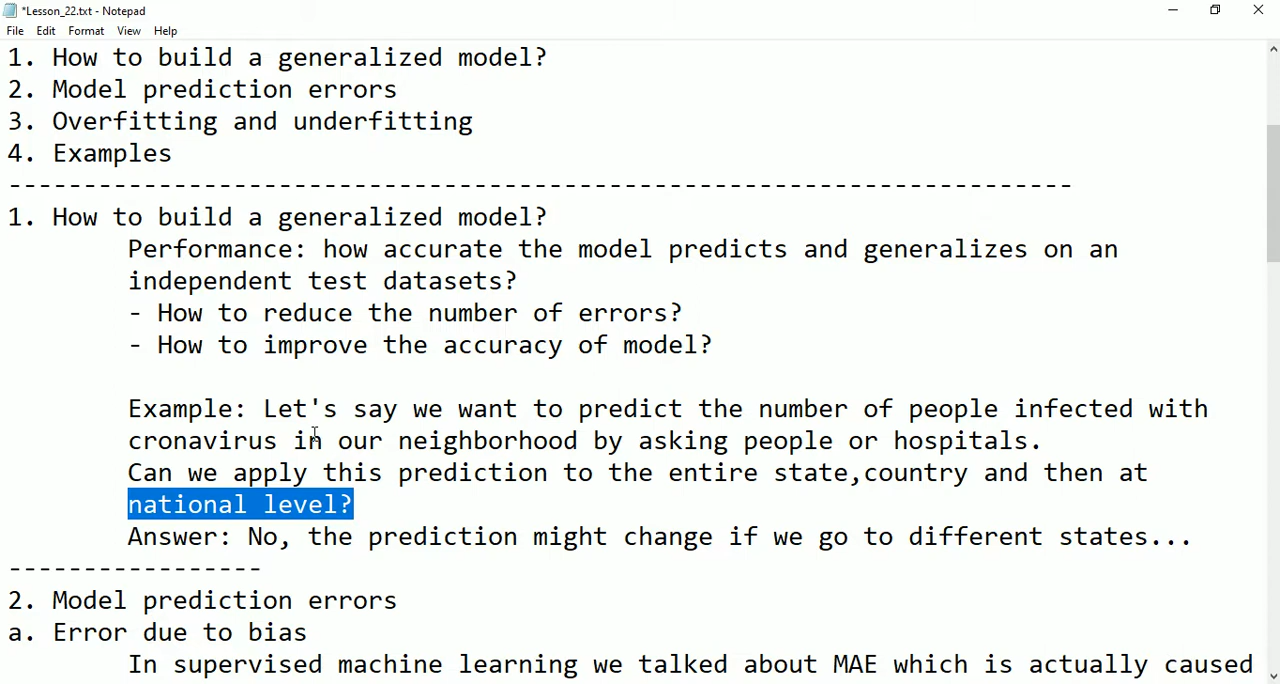 *Lesson_22.txt - Notepad
File Edit Format View Help
1. How to build a generalized model?
2. Model prediction errors
3. Overfitting and underfitting
4. Examples
-----------------------------------------------------------------------
1. How to build a generalized model?
Performance: how accurate the model predicts and generalizes on an
independent test datasets?
- How to reduce the number of errors?
- How to improve the accuracy of model?
Example: Let's say we want to predict the number of people infected with
cronavirus in our neighborhood by asking people or hospitals.
Can we apply this prediction to the entire state,country and then at
national level?
Answer: No, the prediction might change if we go to different states...
-----------------
2. Model prediction errors
a. Error due to bias
In supervised machine learning we talked about MAE which is actually caused